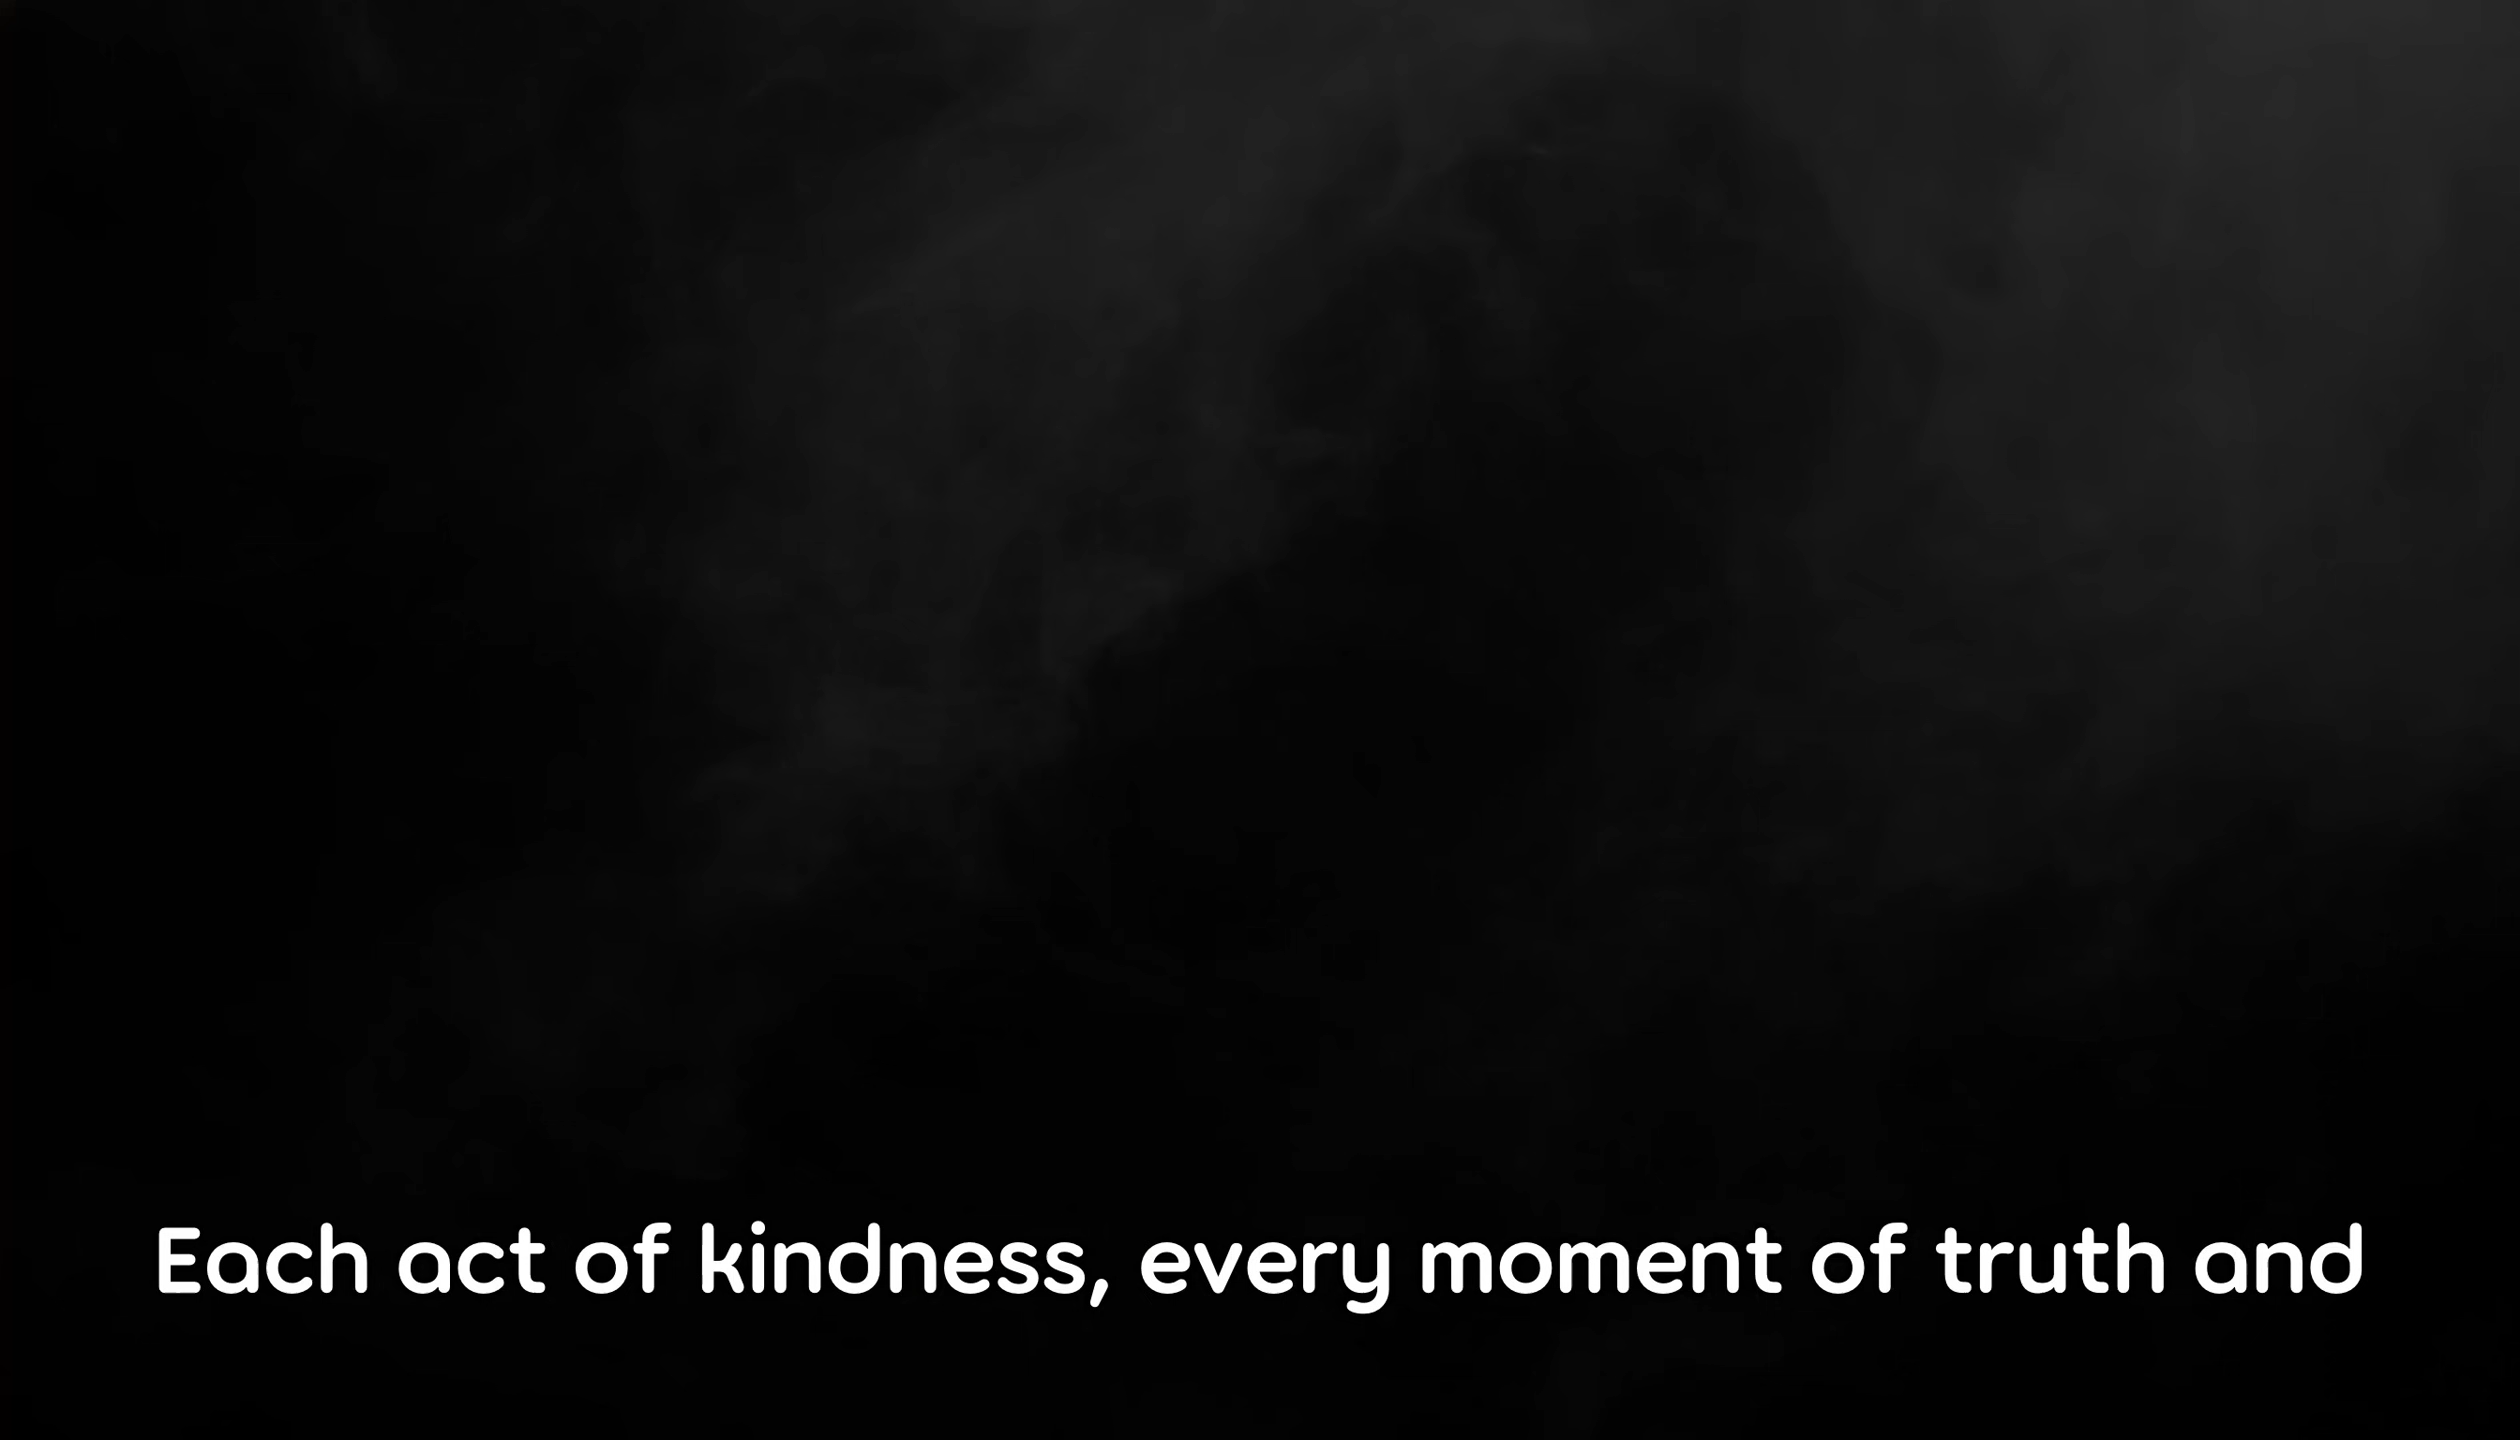 Each act of kindness, every moment of truth and